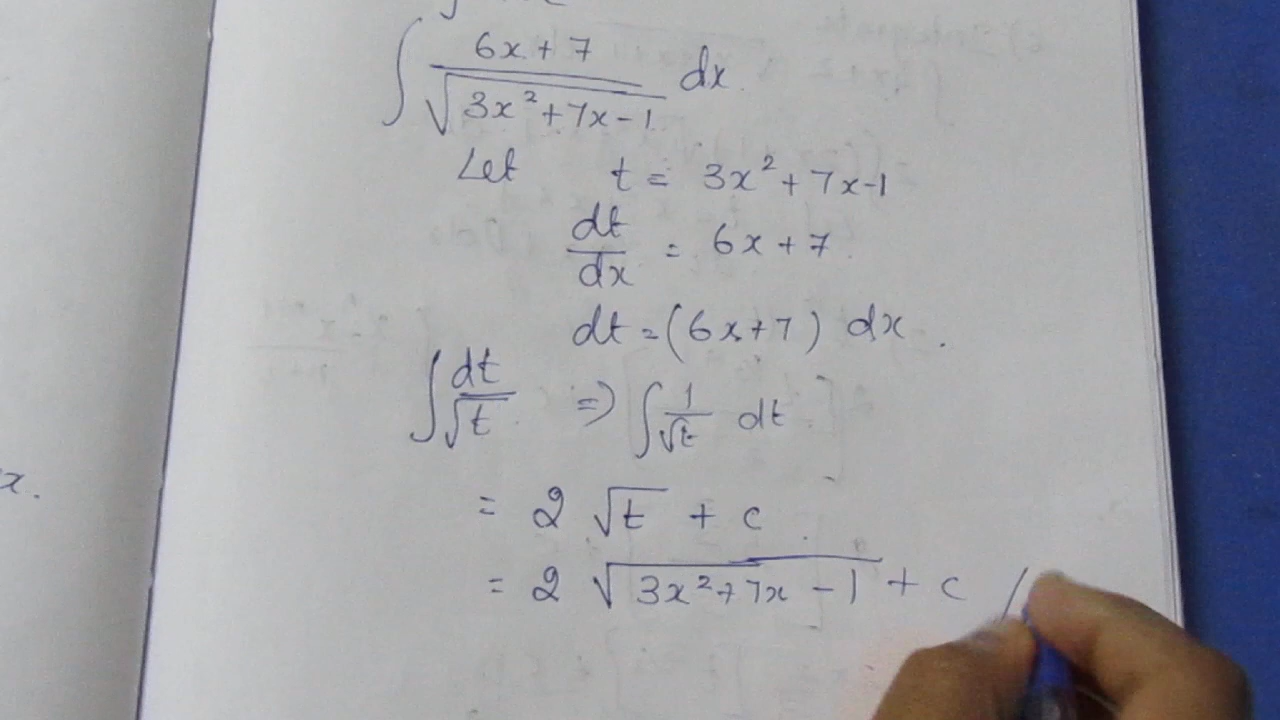 ∫ 6x+7 / √(3x²+7x-1) dx.
Let t = 3x²+7x-1
dt/dx = 6x+7
dt = (6x+7) dx.
∫ dt/√t ⇒ ∫ 1/√t dt
= 2 √t + c
= 2 √(3x²+7x-1) + c /
x.